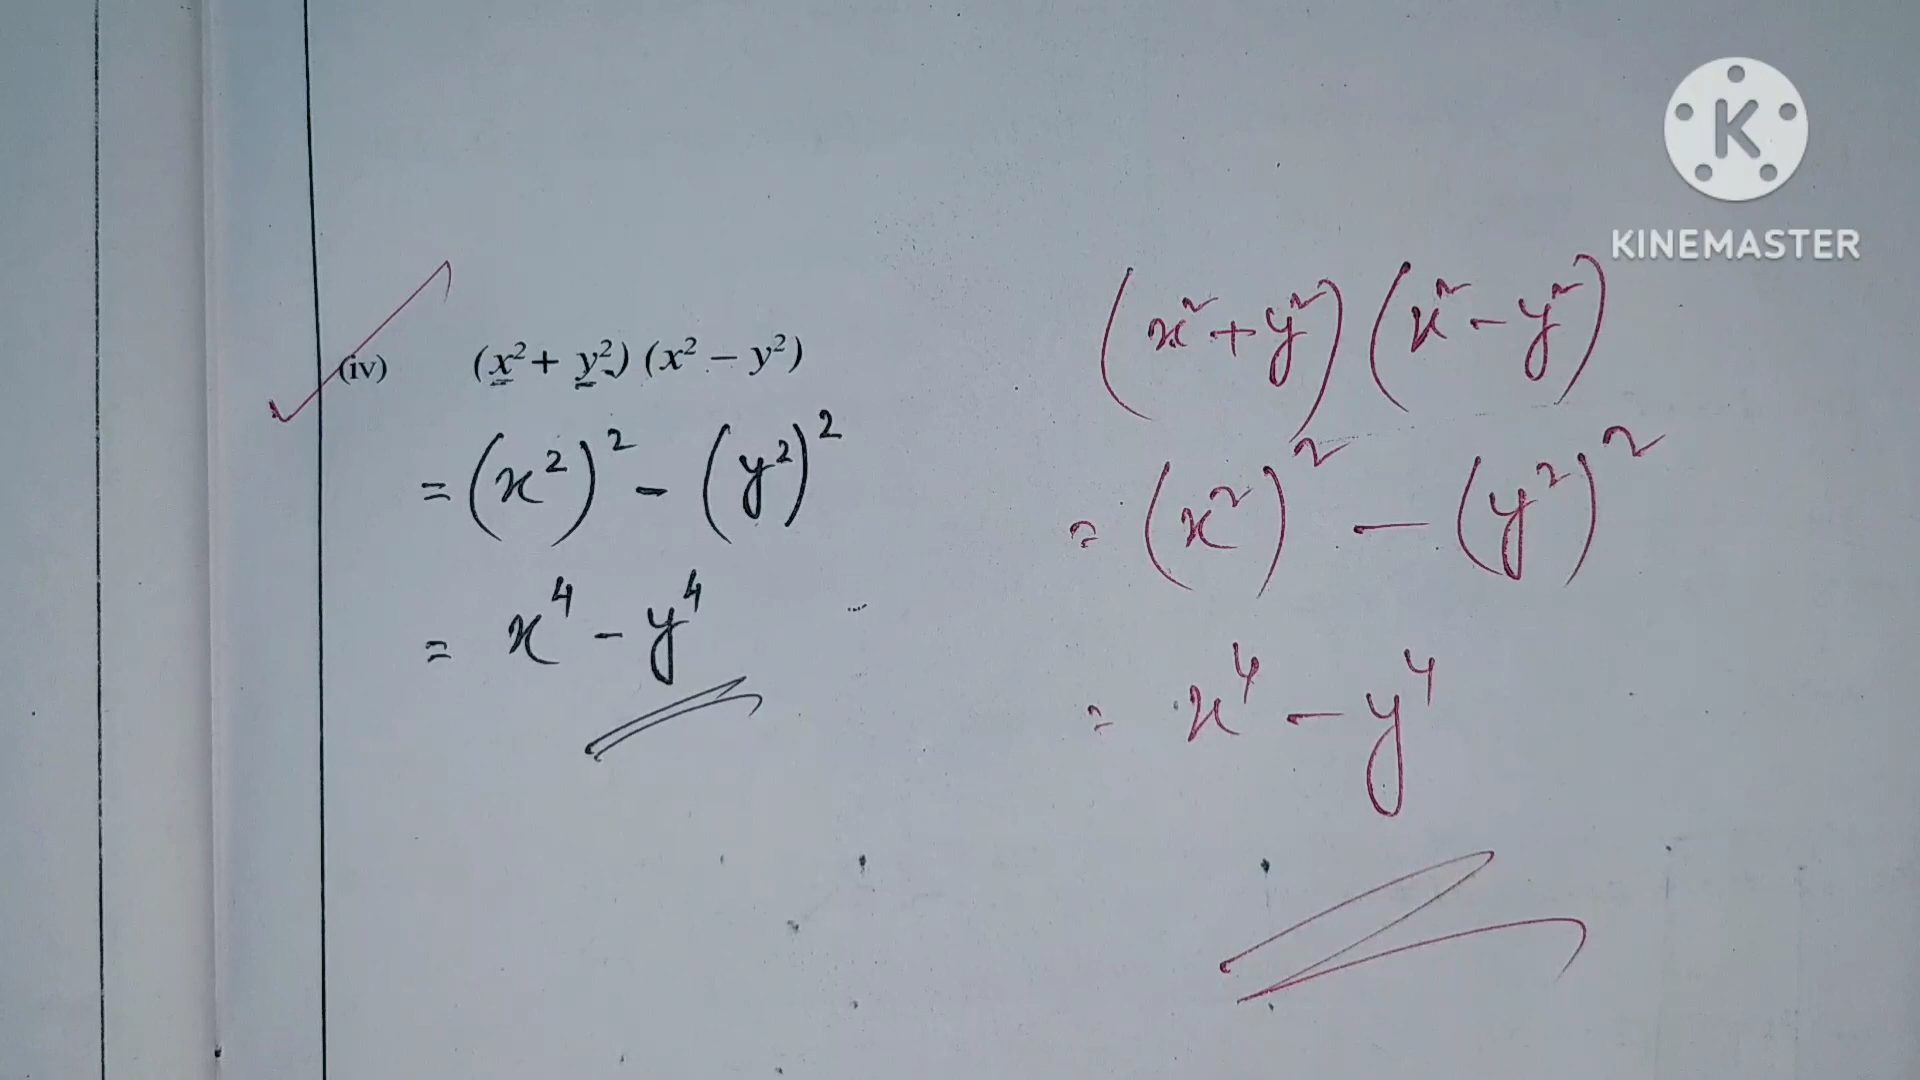 K
KINEMASTER
(iv) (x² + y²) (x² – y²)
= (x²)² - (y²)²
= x⁴ - y⁴
(x²+y²) (x²-y²)
= (x²)² - (y²)²
= x⁴ - y⁴